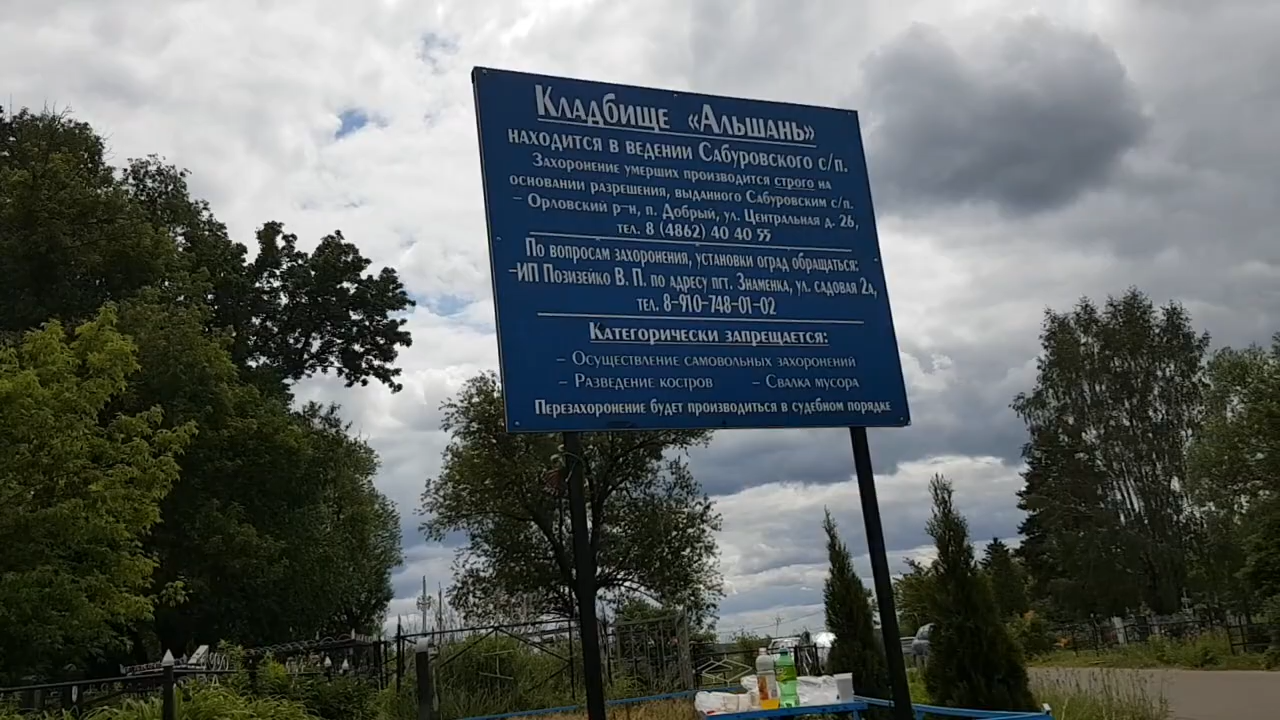 Кладбище «Альшань»
находится в ведении Сабуровского с/п.
Захоронение умерших производится строго на
основании разрешения, выданного Сабуровским с/п.
– Орловский р-н, п. Добрый, ул. Центральная д. 26,
тел. 8 (4862) 40 40 55
По вопросам захоронения, установки оград обращаться:
–ИП Позизейко В. П. по адресу пгт. Знаменка, ул. садовая 2а,
тел. 8-910-748-01-02
Категорически запрещается:
– Осуществление самовольных захоронений
– Разведение костров – Свалка мусора
Перезахоронение будет производиться в судебном порядке